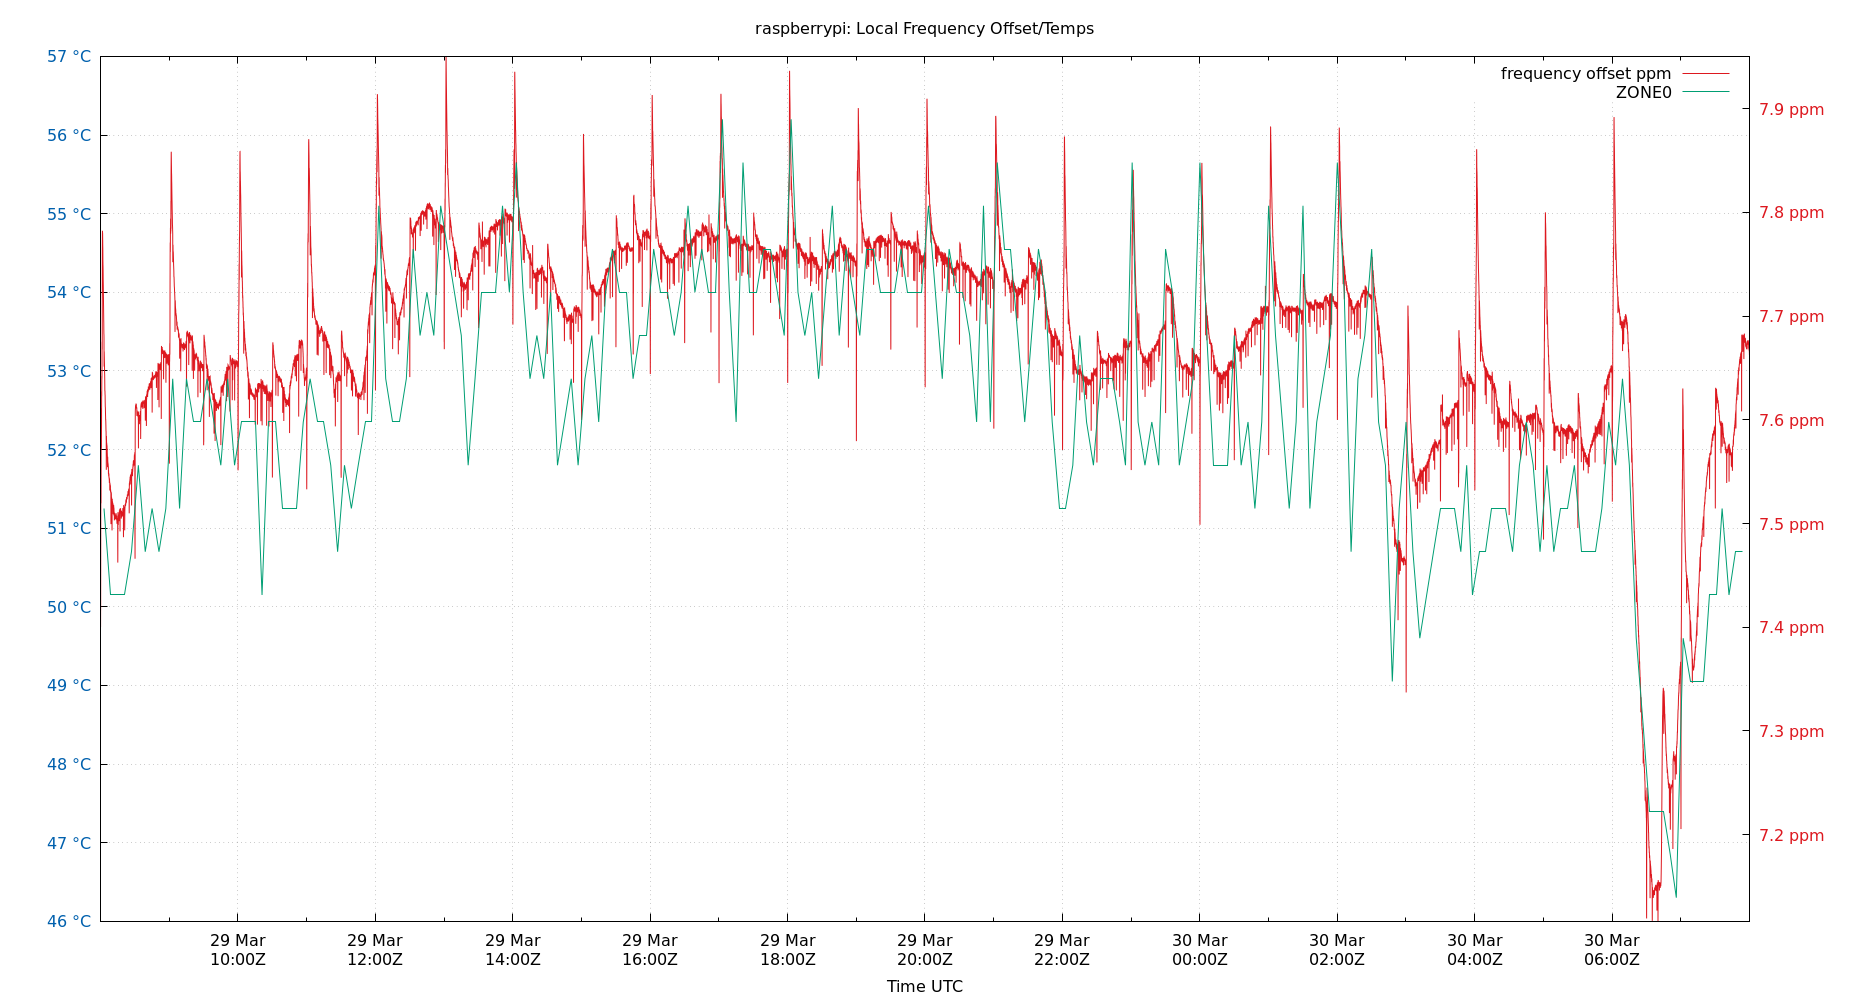 raspberrypi: Local Frequency Offset/Temps
frequency offset ppm
ZONE0
57 °C
56 °C
55 °C
54 °C
53 °C
52 °C
51 °C
50 °C
49 °C
48 °C
47 °C
46 °C
7.9 ppm
7.8 ppm
7.7 ppm
7.6 ppm
7.5 ppm
7.4 ppm
7.3 ppm
7.2 ppm
29 Mar
10:00Z
29 Mar
12:00Z
29 Mar
14:00Z
29 Mar
16:00Z
29 Mar
18:00Z
29 Mar
20:00Z
29 Mar
22:00Z
30 Mar
00:00Z
30 Mar
02:00Z
30 Mar
04:00Z
30 Mar
06:00Z
Time UTC